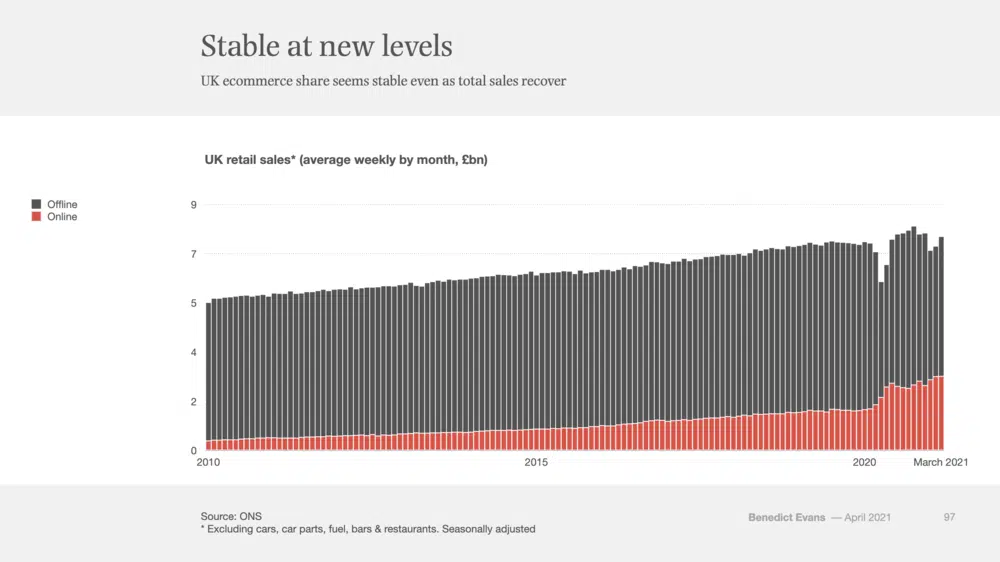 Stable at new levels
UK ecommerce share seems stable even as total sales recover
UK retail sales* (average weekly by month, £bn)
Offline
Online
9
7
5
4
2
0
2010
2015
2020
March 2021
Source: ONS
* Excluding cars, car parts, fuel, bars & restaurants. Seasonally adjusted
Benedict Evans — April 2021
97